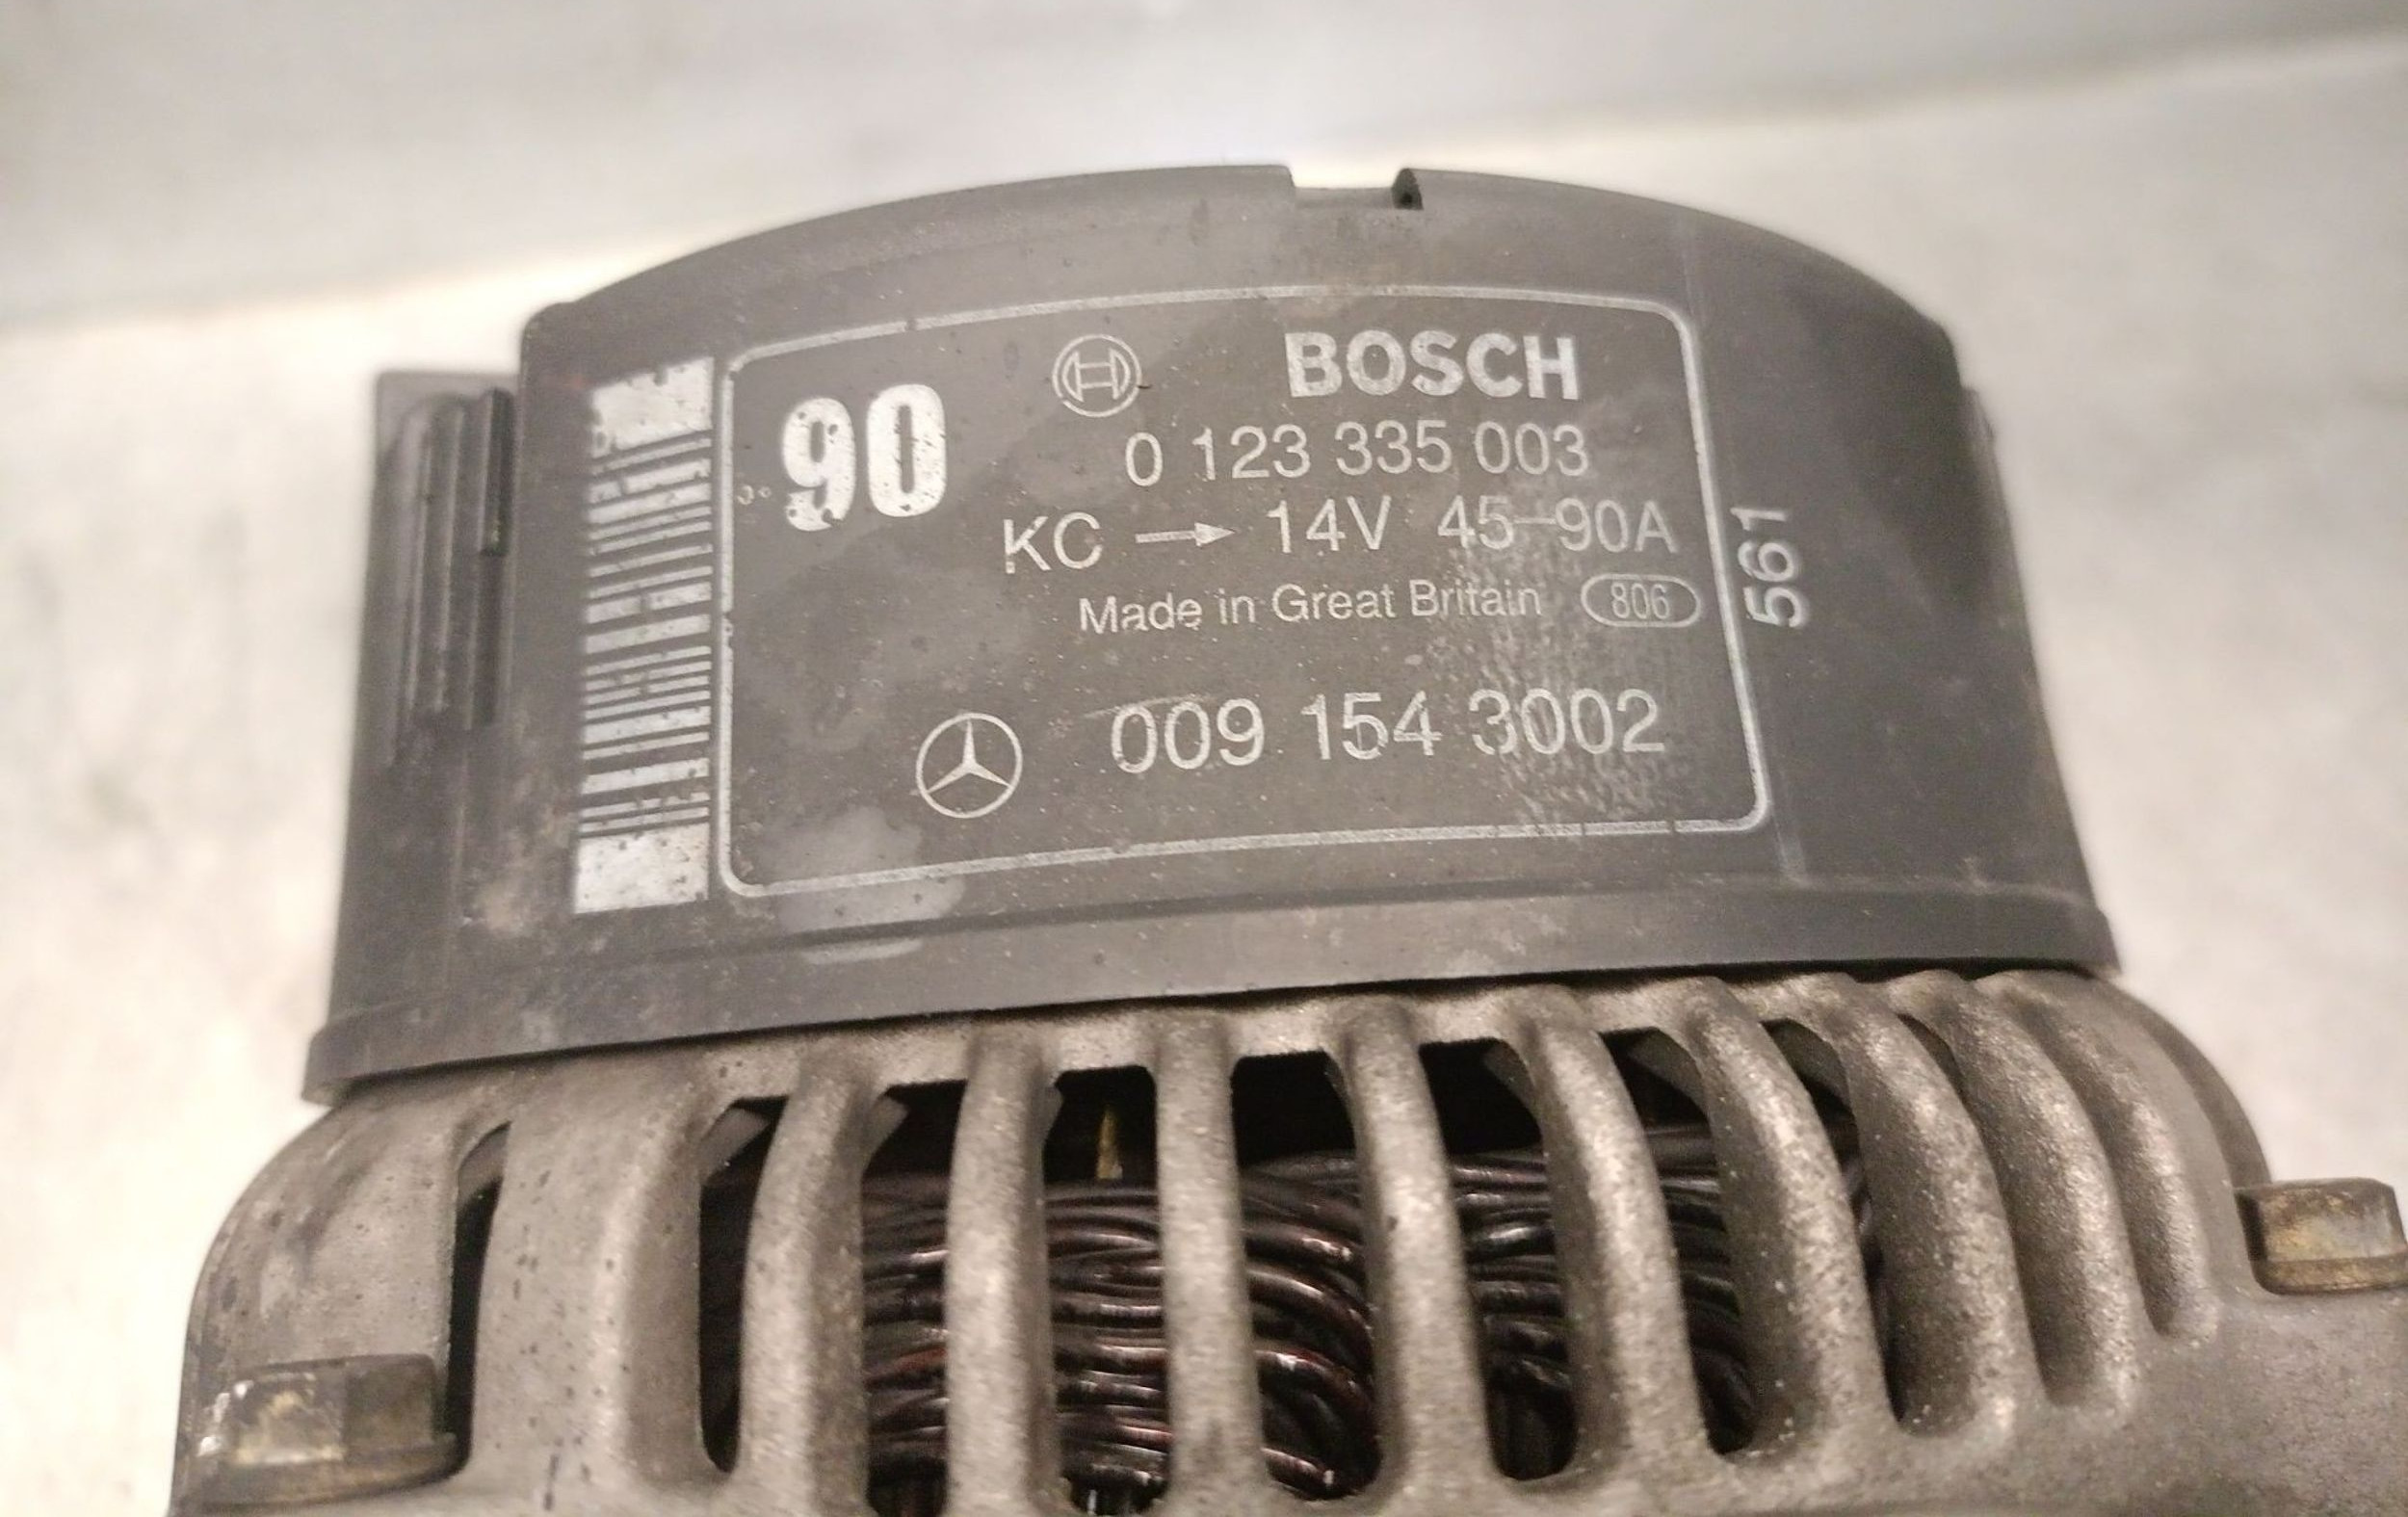 90
BOSCH
0 123 335 003
KC → 14V 45-90A
Made in Great Britain 806
009 154 3002
561